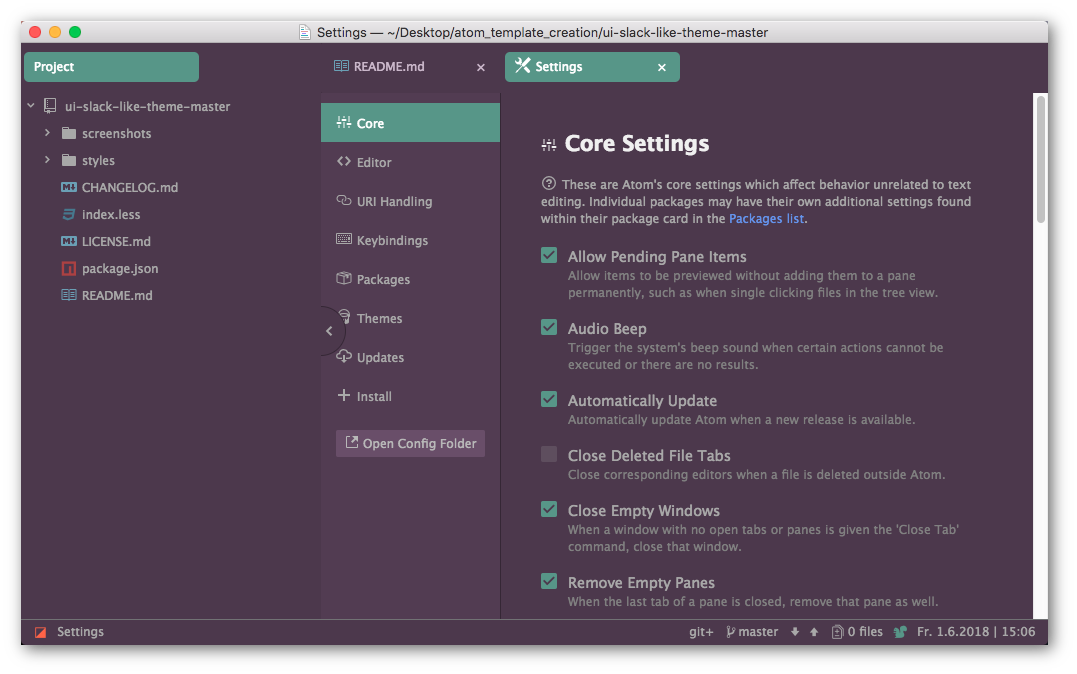 Settings — ~/Desktop/atom_template_creation/ui-slack-like-theme-master
Project
README.md
Settings
ui-slack-like-theme-master
screenshots
styles
CHANGELOG.md
index.less
LICENSE.md
package.json
README.md
Core
Editor
URI Handling
Keybindings
Packages
Themes
Updates
Install
Open Config Folder
Core Settings
These are Atom's core settings which affect behavior unrelated to text
editing. Individual packages may have their own additional settings found
within their package card in the Packages list.
Allow Pending Pane Items
Allow items to be previewed without adding them to a pane
permanently, such as when single clicking files in the tree view.
Audio Beep
Trigger the system's beep sound when certain actions cannot be
executed or there are no results.
Automatically Update
Automatically update Atom when a new release is available.
Close Deleted File Tabs
Close corresponding editors when a file is deleted outside Atom.
Close Empty Windows
When a window with no open tabs or panes is given the 'Close Tab'
command, close that window.
Remove Empty Panes
When the last tab of a pane is closed, remove that pane as well.
Settings
git+ master 0 files Fr. 1.6.2018 | 15:06